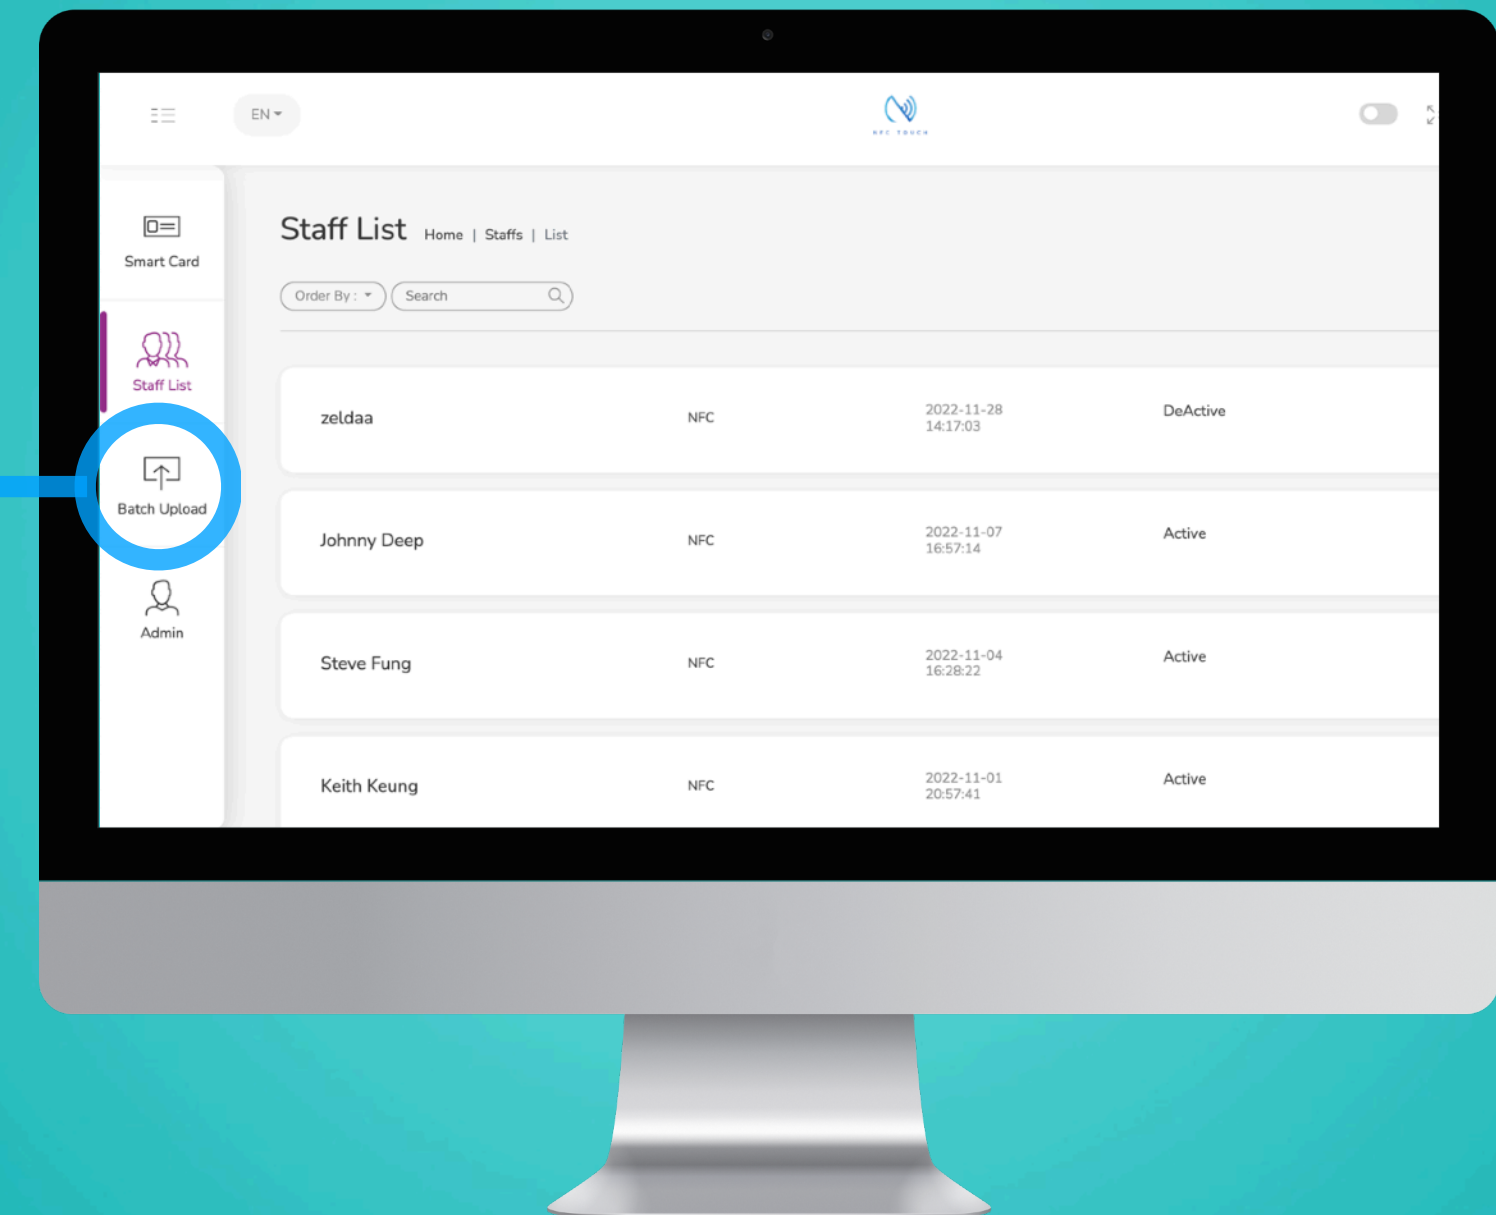 EN
NFC TOUCH
Smart Card
Staff List
Batch Upload
Admin
Staff List Home | Staffs | List
Order By : Search
zeldaa NFC 2022-11-28 DeActive
14:17:03
Johnny Deep NFC 2022-11-07 Active
16:57:14
Steve Fung NFC 2022-11-04 Active
16:28:22
Keith Keung NFC 2022-11-01 Active
20:57:41